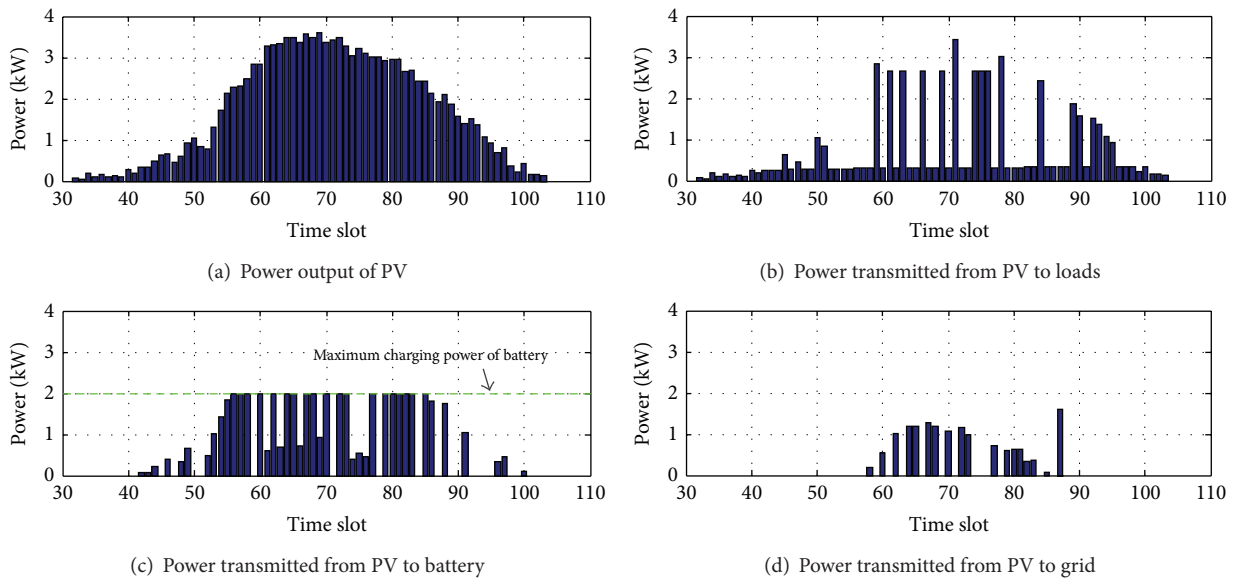 4
3
2
1
0
Power (kW)
30 40 50 60 70 80 90 100 110
Time slot
(a) Power output of PV
4
3
2
1
0
Power (kW)
30 40 50 60 70 80 90 100 110
Time slot
(b) Power transmitted from PV to loads
4
3
2
1
0
Power (kW)
Maximum charging power of battery
30 40 50 60 70 80 90 100 110
Time slot
(c) Power transmitted from PV to battery
4
3
2
1
0
Power (kW)
30 40 50 60 70 80 90 100 110
Time slot
(d) Power transmitted from PV to grid